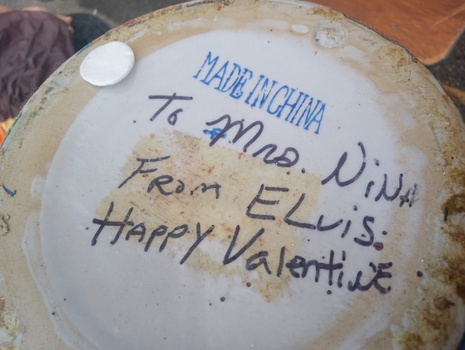 MADE IN CHINA
To Mrs. NiNA
FRom ELviS.
HAPPY ValentiNE